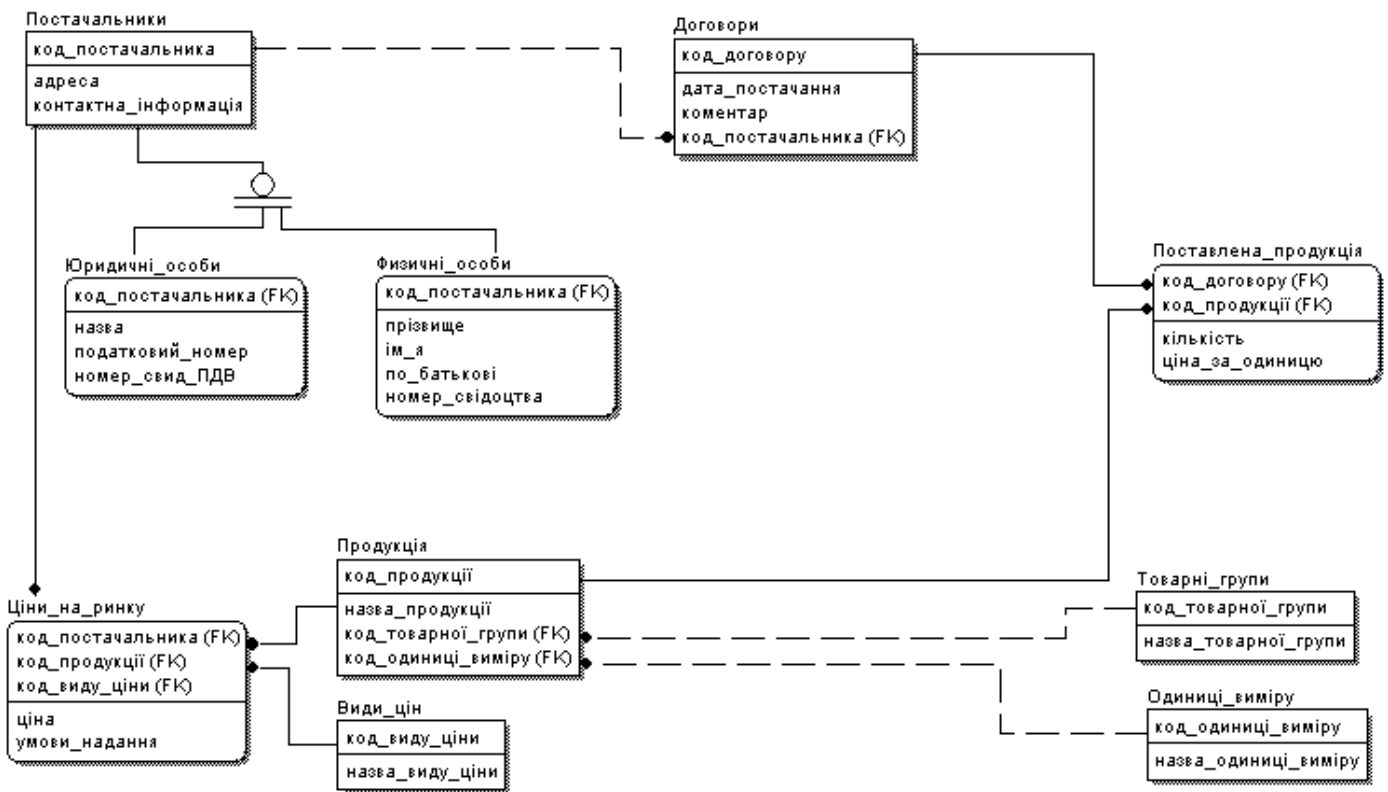 Постачальники
код_постачальника
адреса
контактна_інформація
Договори
код_договору
дата_постачання
коментар
код_постачальника (FK)
Юридичні_особи
код_постачальника (FK)
назва
податковий_номер
номер_свид_ПДВ
Физичні_особи
код_постачальника (FK)
прізвище
ім_я
по_батькові
номер_свідоцтва
Поставлена_продукція
код_договору (FK)
код_продукції (FK)
кількість
ціна_за_одиницю
Ціни_на_ринку
код_постачальника (FK)
код_продукції (FK)
код_виду_ціни (FK)
ціна
умови_надання
Продукція
код_продукції
назва_продукції
код_товарної_групи (FK)
код_одиниці_виміру (FK)
Види_цін
код_виду_ціни
назва_виду_ціни
Товарні_групи
код_товарної_групи
назва_товарної_групи
Одиниці_виміру
код_одиниці_виміру
назва_одиниці_виміру